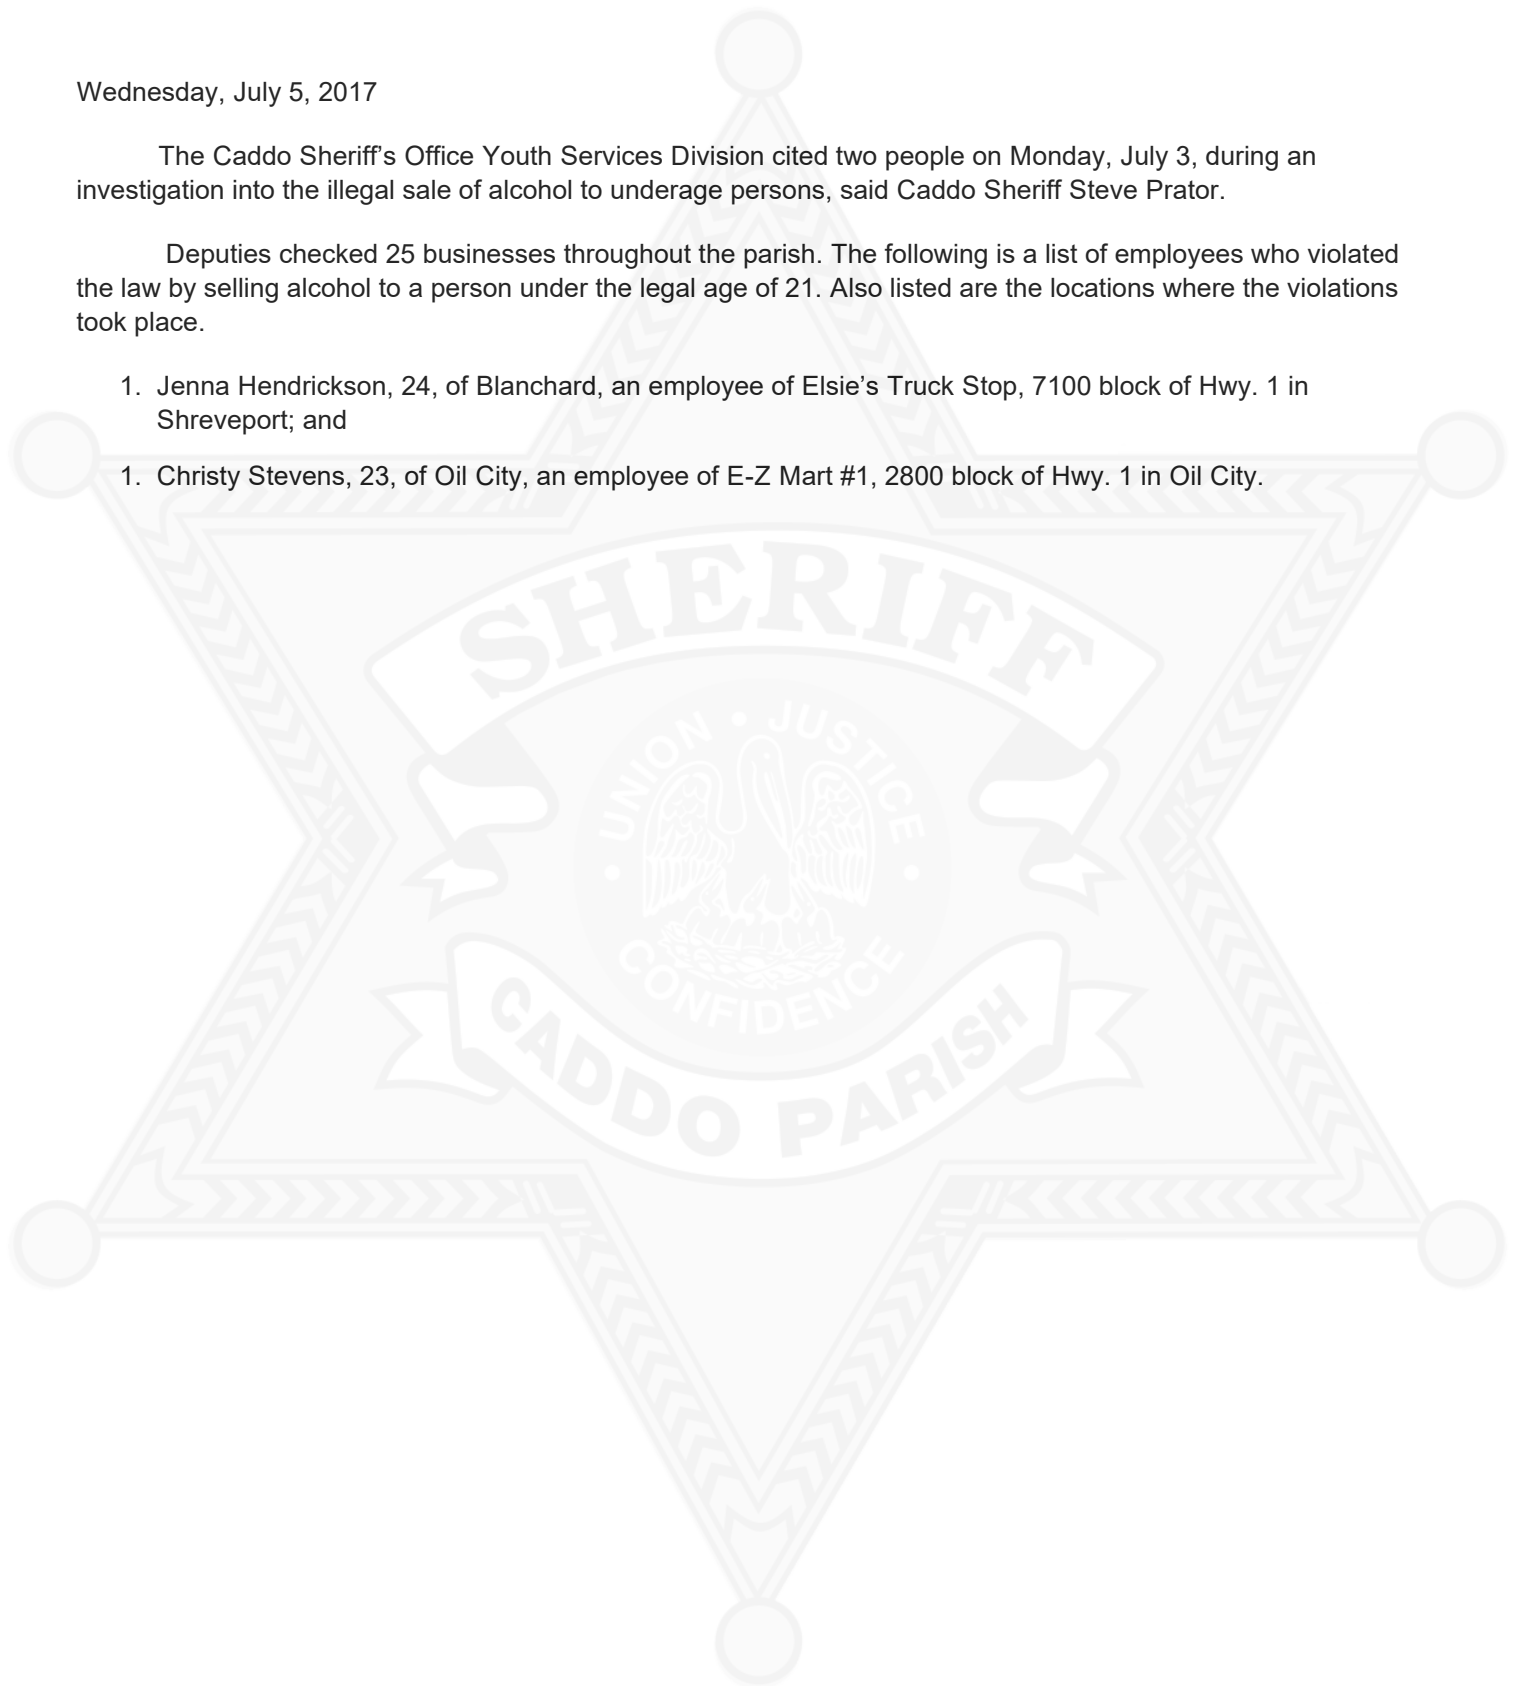 Wednesday, July 5, 2017
The Caddo Sheriff’s Office Youth Services Division cited two people on Monday, July 3, during an
investigation into the illegal sale of alcohol to underage persons, said Caddo Sheriff Steve Prator.
Deputies checked 25 businesses throughout the parish. The following is a list of employees who violated
the law by selling alcohol to a person under the legal age of 21. Also listed are the locations where the violations
took place.
1. Jenna Hendrickson, 24, of Blanchard, an employee of Elsie’s Truck Stop, 7100 block of Hwy. 1 in
Shreveport; and
1. Christy Stevens, 23, of Oil City, an employee of E-Z Mart #1, 2800 block of Hwy. 1 in Oil City.
SHERIFF
UNION • JUSTICE
• CONFIDENCE •
CADDO PARISH